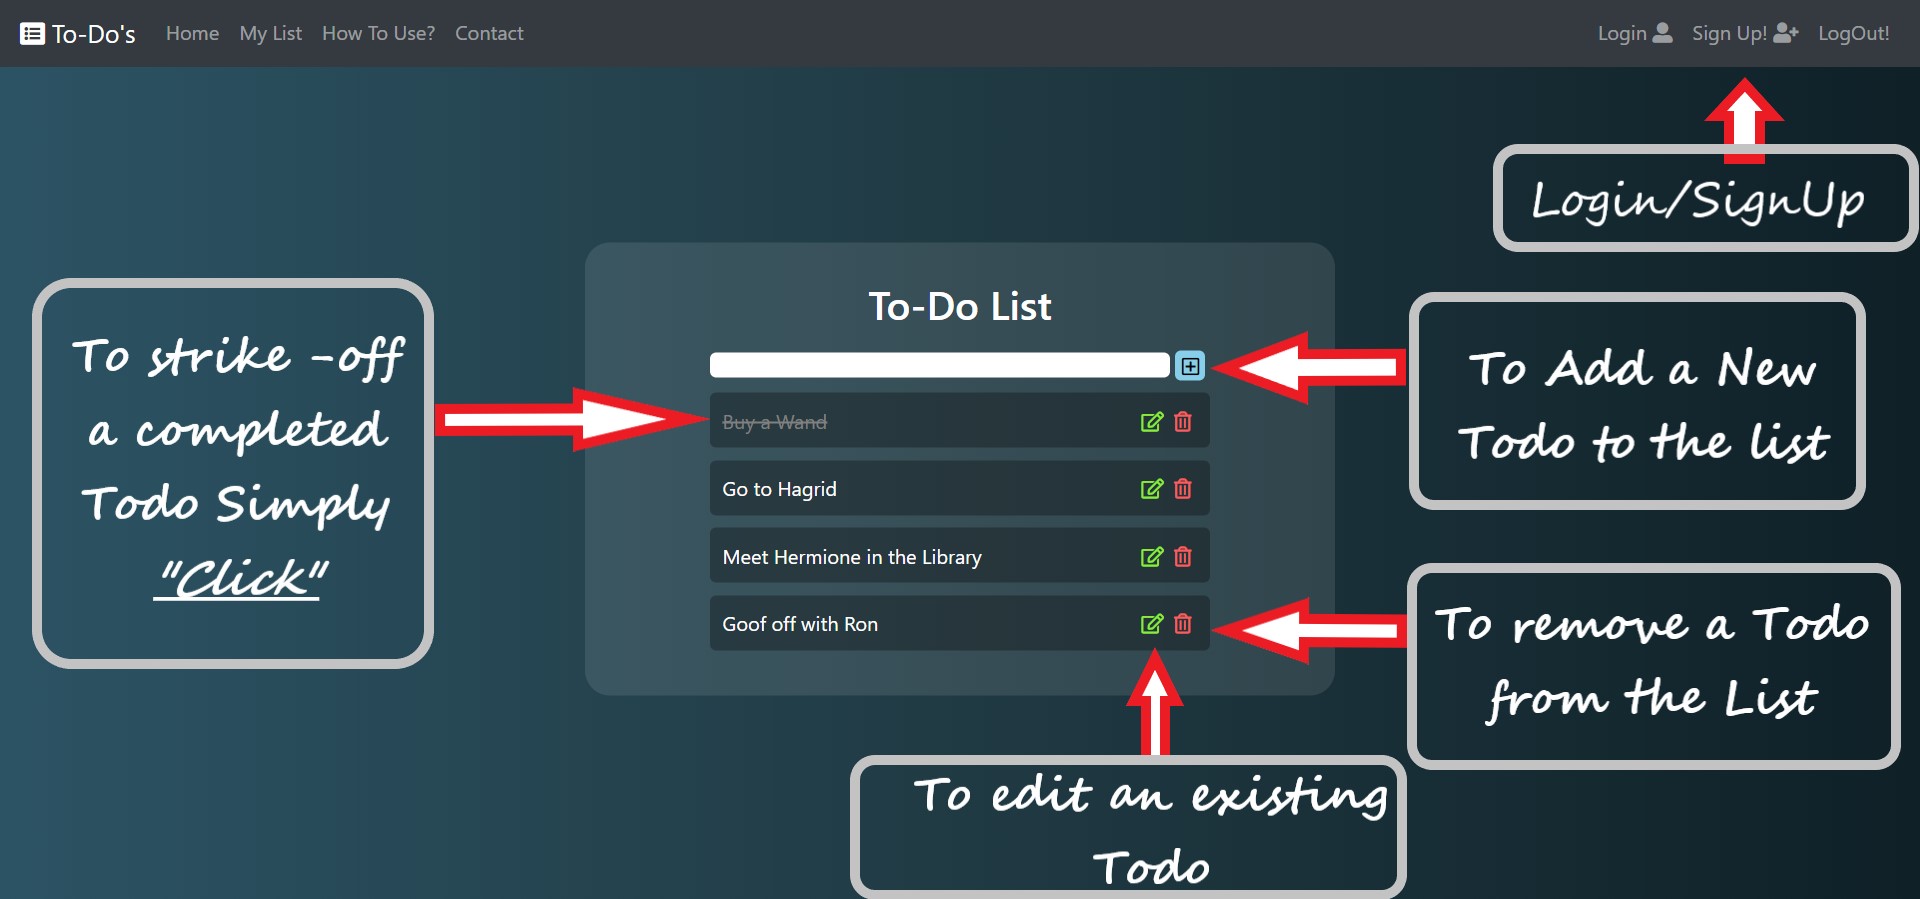 To-Do's Home My List How To Use? Contact Login Sign Up! LogOut!
Login/SignUp
To-Do List
To strike -off
a completed
Todo Simply
"Click"
Buy a Wand
Go to Hagrid
Meet Hermione in the Library
Goof off with Ron
To Add a New
Todo to the list
To remove a Todo
from the List
To edit an existing
Todo